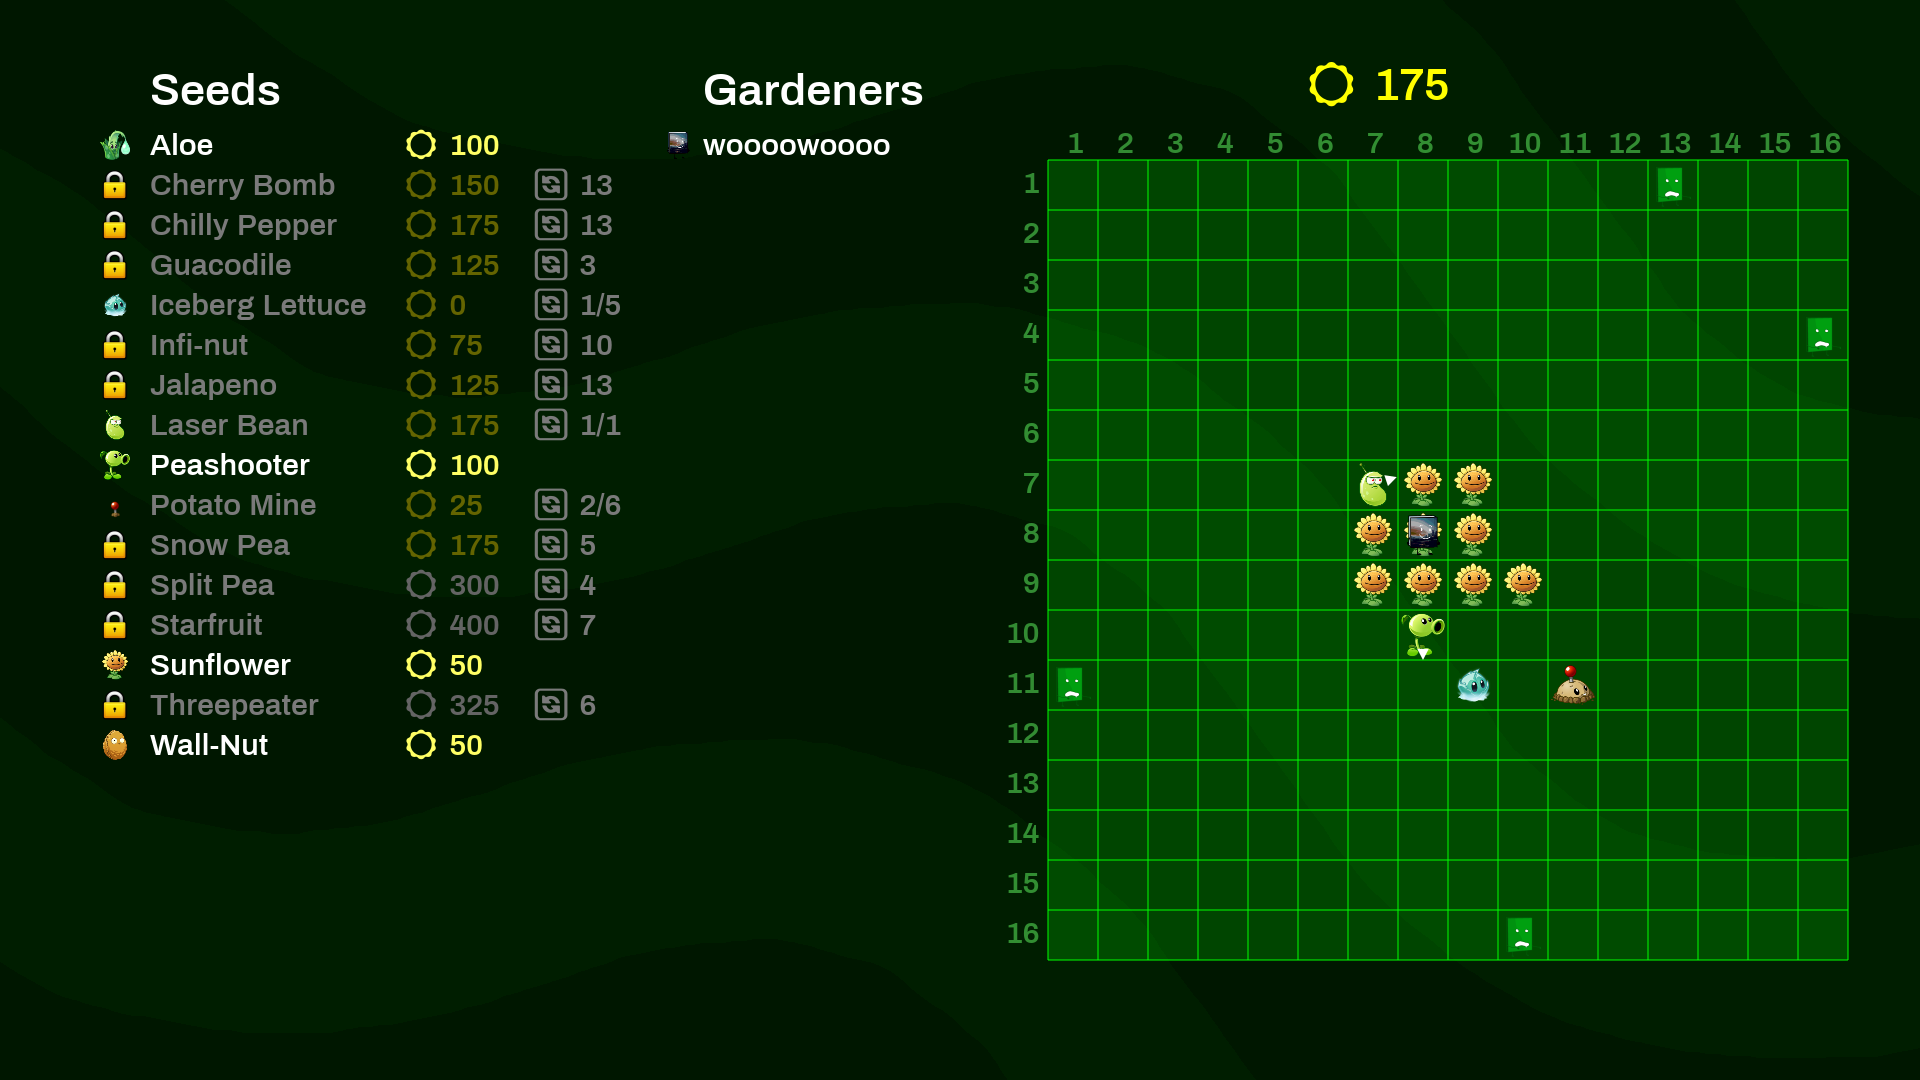 Seeds
Aloe 100
Cherry Bomb 150 13
Chilly Pepper 175 13
Guacodile 125 3
Iceberg Lettuce 0 1/5
Infi-nut 75 10
Jalapeno 125 13
Laser Bean 175 1/1
Peashooter 100
Potato Mine 25 2/6
Snow Pea 175 5
Split Pea 300 4
Starfruit 400 7
Sunflower 50
Threepeater 325 6
Wall-Nut 50
Gardeners
woooowoooo
175
1 2 3 4 5 6 7 8 9 10 11 12 13 14 15 16
1
2
3
4
5
6
7
8
9
10
11
12
13
14
15
16